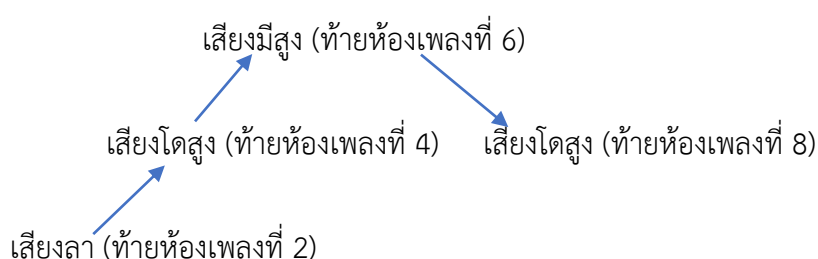 เสียงมีสูง (ท้ายห้องเพลงที่ 6)
เสียงโดสูง (ท้ายห้องเพลงที่ 4) เสียงโดสูง (ท้ายห้องเพลงที่ 8)
เสียงลา (ท้ายห้องเพลงที่ 2)